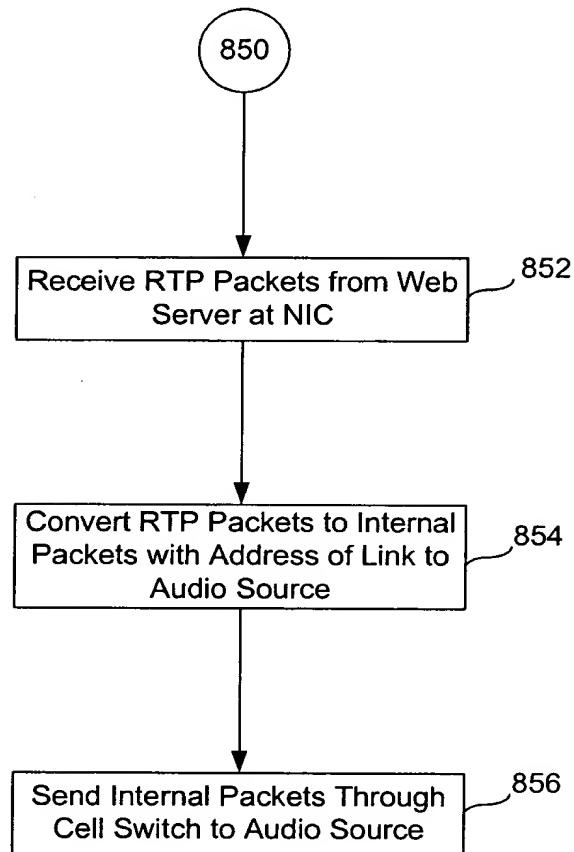 850
Receive RTP Packets from Web
Server at NIC
852
Convert RTP Packets to Internal
Packets with Address of Link to
Audio Source
854
Send Internal Packets Through
Cell Switch to Audio Source
856